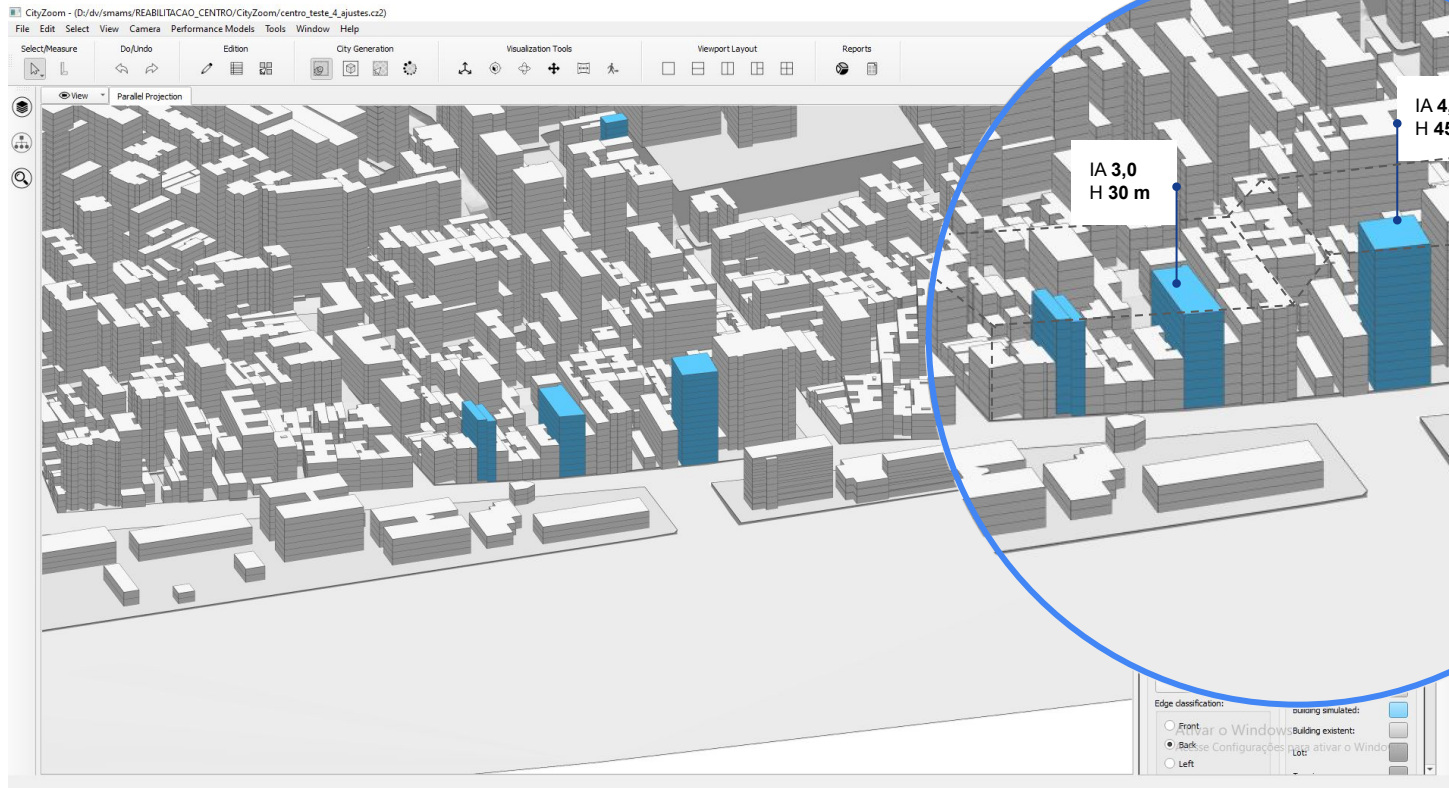 CityZoom - (D:/dv/smams/REABILITACAO_CENTRO/CityZoom/centro_teste_4_ajustes.cz2)
File Edit Select View Camera Performance Models Tools Window Help
Select/Measure Do/Undo Edition City Generation Visualization Tools Viewport Layout Reports
View Parallel Projection
IA 4,
H 45
IA 3,0
H 30 m
Edge classification:
Front
Back
Left
Building simulated:
Building existent:
Lot:
Ativar o Windows
Acesse Configurações para ativar o Windo